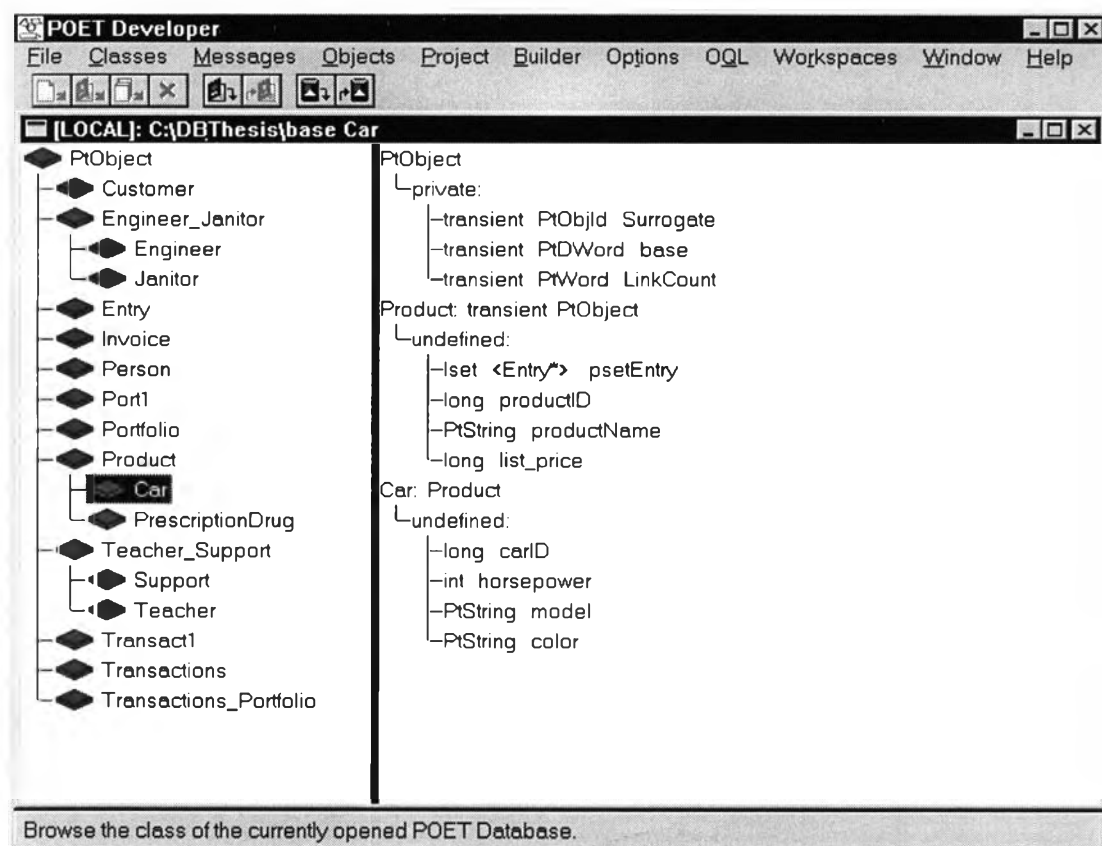 POET Developer
File Classes Messages Objects Project Builder Options OQL Workspaces Window Help
[LOCAL]: C:\DBThesis\base Car
PtObject
Customer
Engineer_Janitor
Engineer
Janitor
Entry
Invoice
Person
Port1
Portfolio
Product
Car
PrescriptionDrug
Teacher_Support
Support
Teacher
Transact1
Transactions
Transactions_Portfolio
PtObject
private:
transient PtObjId Surrogate
transient PtDWord base
transient PtWord LinkCount
Product: transient PtObject
undefined:
lset <Entry*> psetEntry
long productID
PtString productName
long list_price
Car: Product
undefined:
long carID
int horsepower
PtString model
PtString color
Browse the class of the currently opened POET Database.